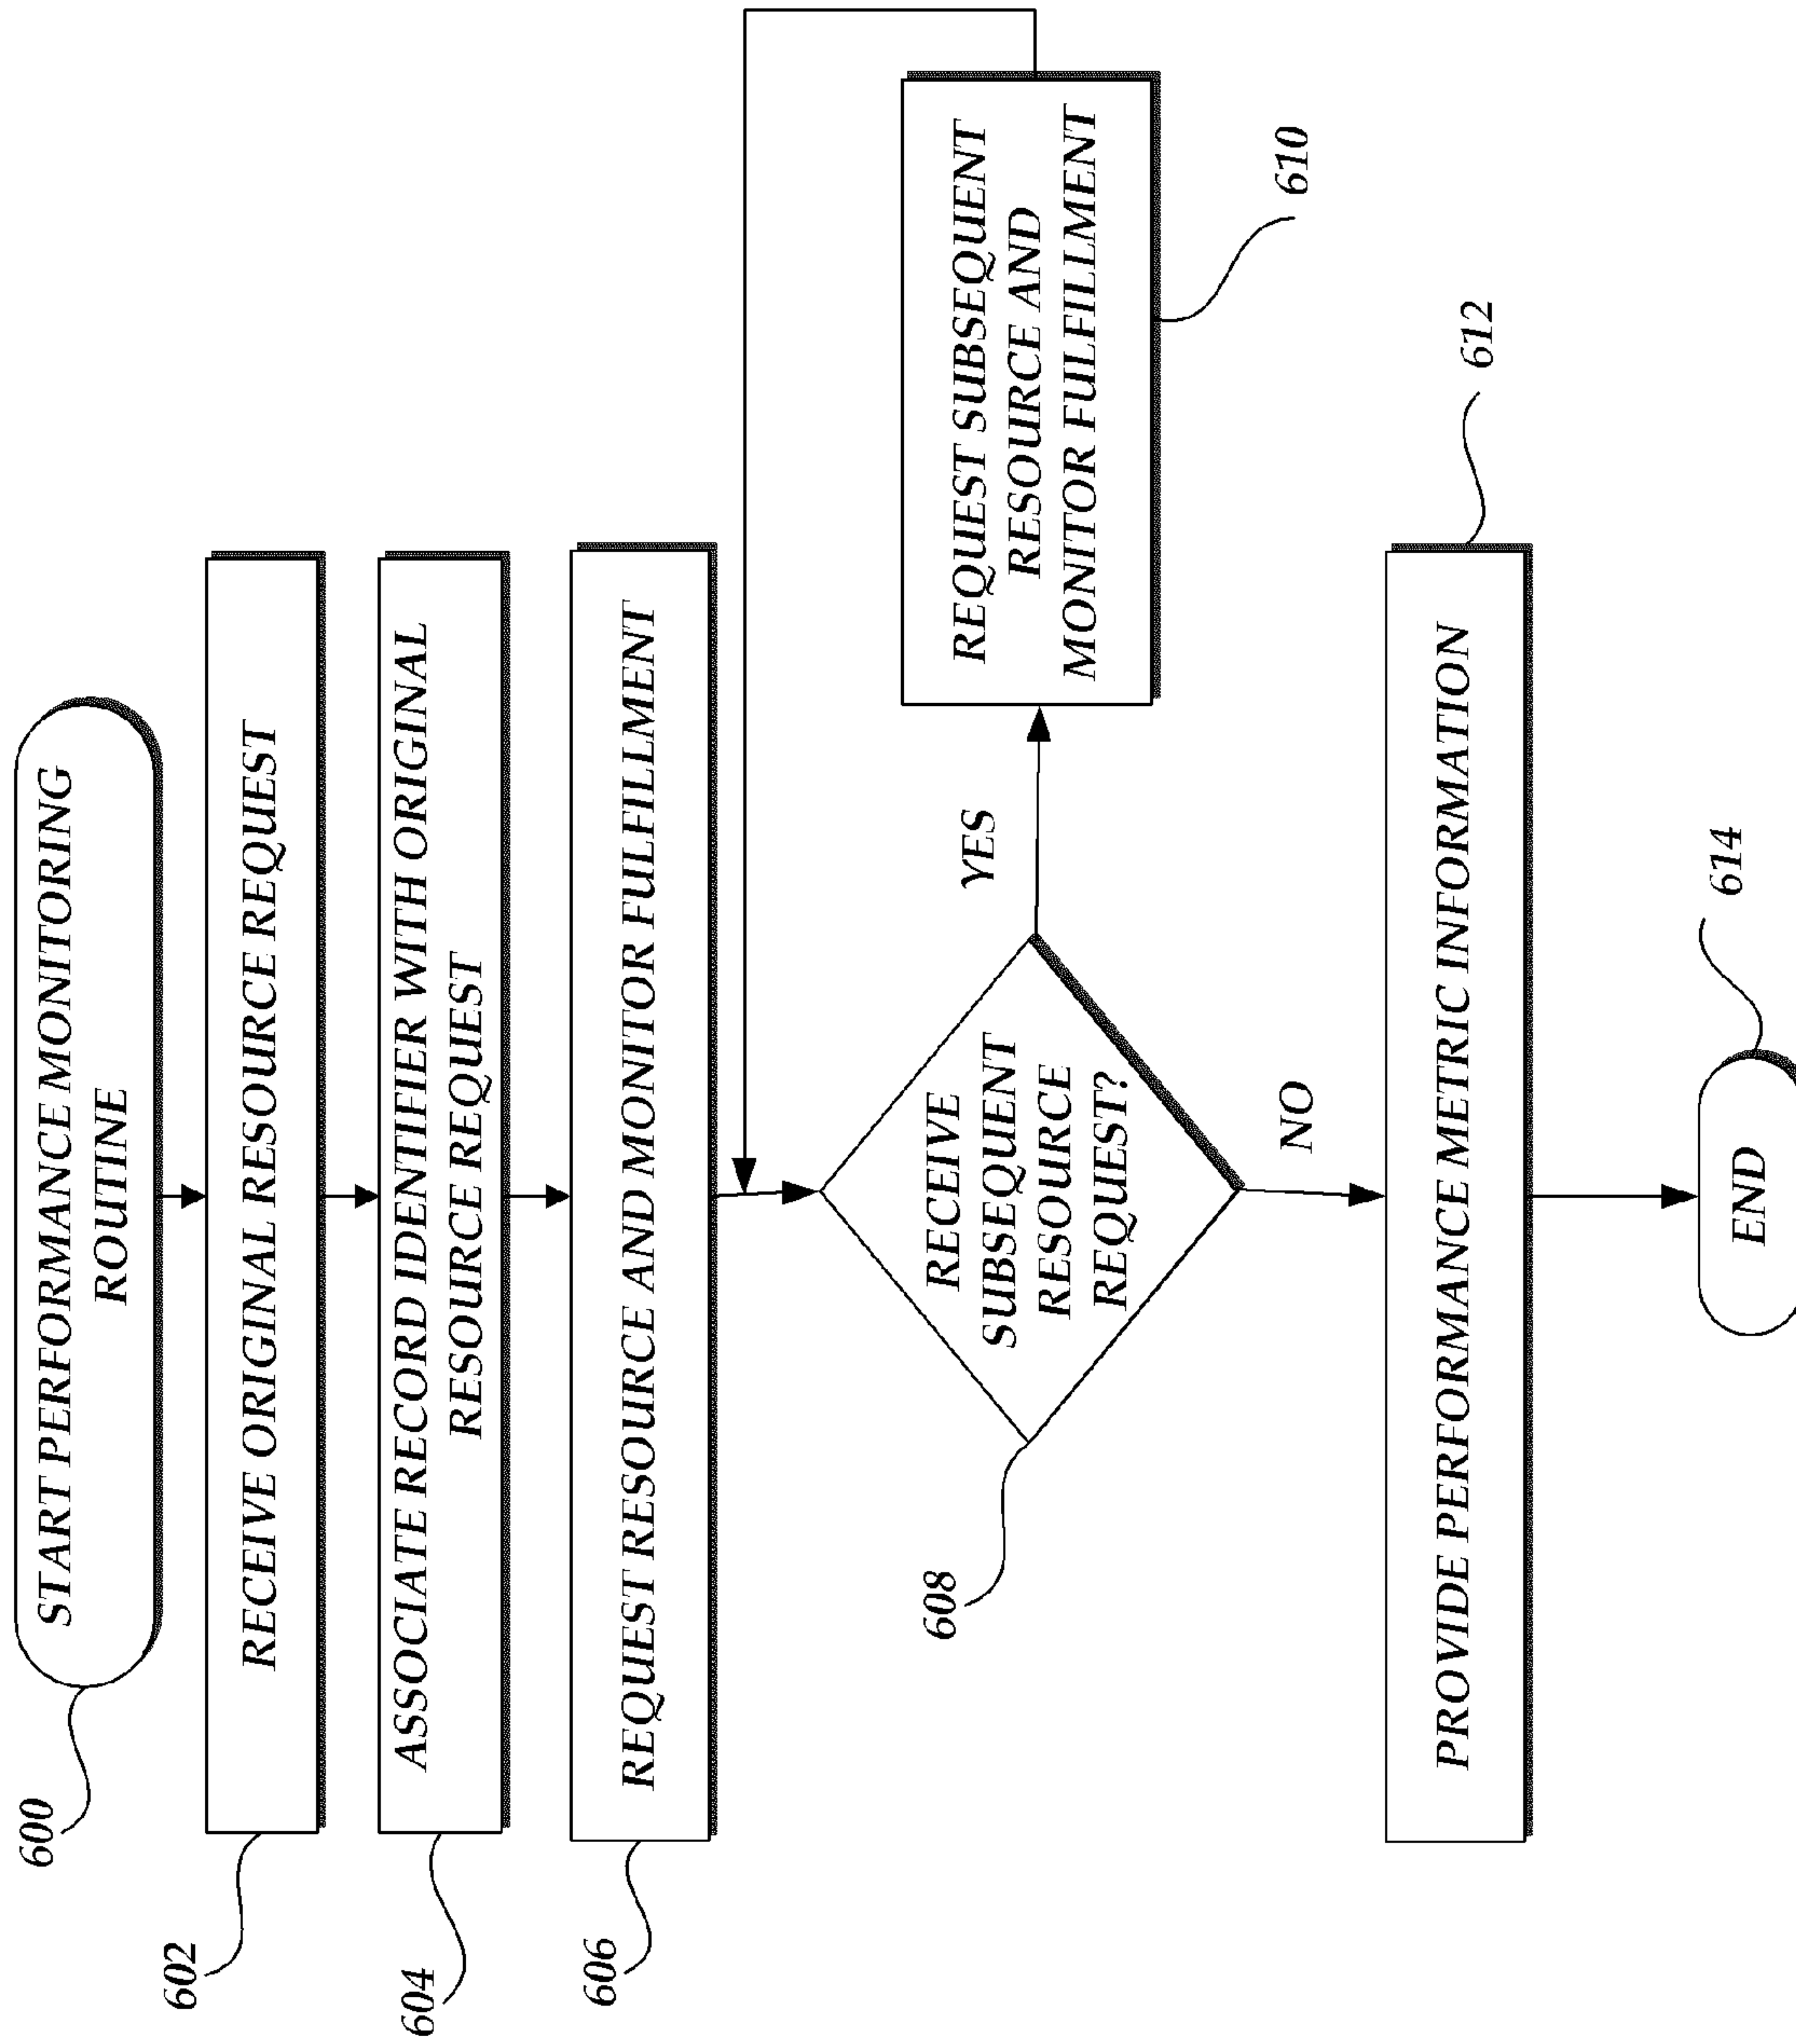 START PERFORMANCE MONITORING
ROUTINE
600
RECEIVE ORIGINAL RESOURCE REQUEST
602
ASSOCIATE RECORD IDENTIFIER WITH ORIGINAL
RESOURCE REQUEST
604
REQUEST RESOURCE AND MONITOR FULFILLMENT
606
RECEIVE
SUBSEQUENT
RESOURCE
REQUEST?
608
YES
REQUEST SUBSEQUENT
RESOURCE AND
MONITOR FULFILLMENT
610
NO
PROVIDE PERFORMANCE METRIC INFORMATION
612
END
614